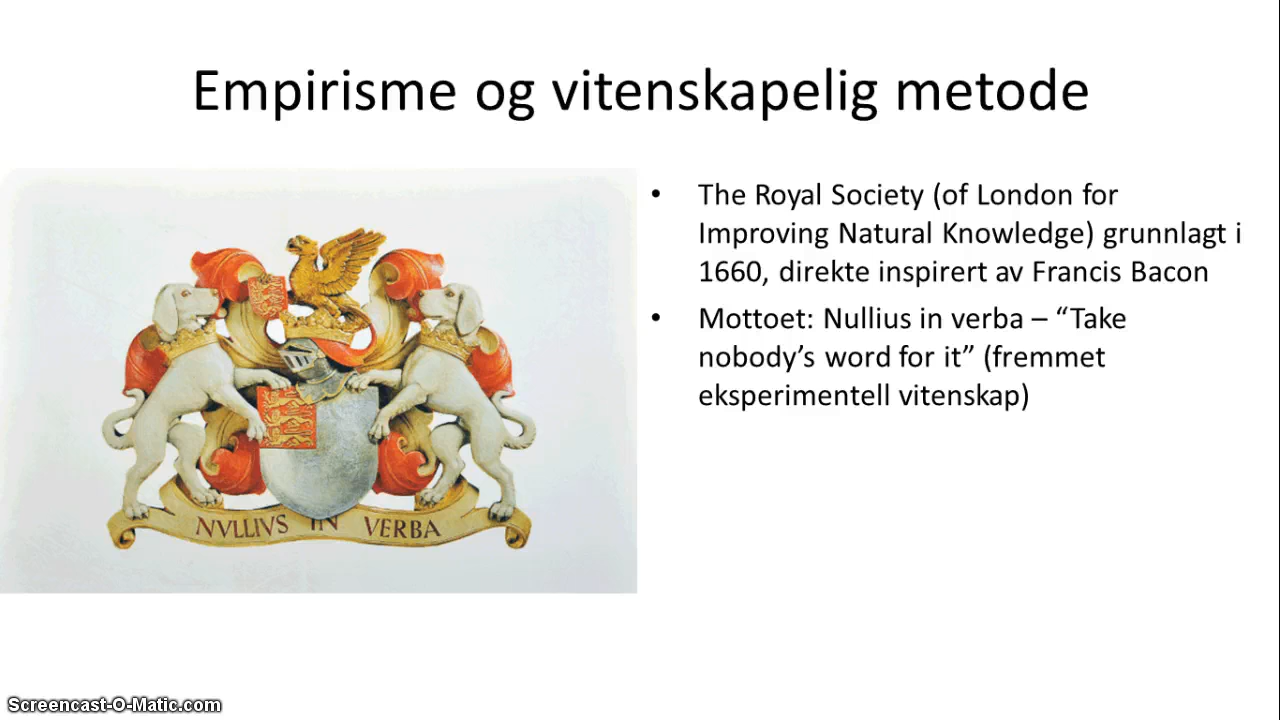 Empirisme og vitenskapelig metode
• The Royal Society (of London for
Improving Natural Knowledge) grunnlagt i
1660, direkte inspirert av Francis Bacon
• Mottoet: Nullius in verba – “Take
nobody’s word for it” (fremmet
eksperimentell vitenskap)
NVLLIVS IN VERBA
Screencast-O-Matic.com